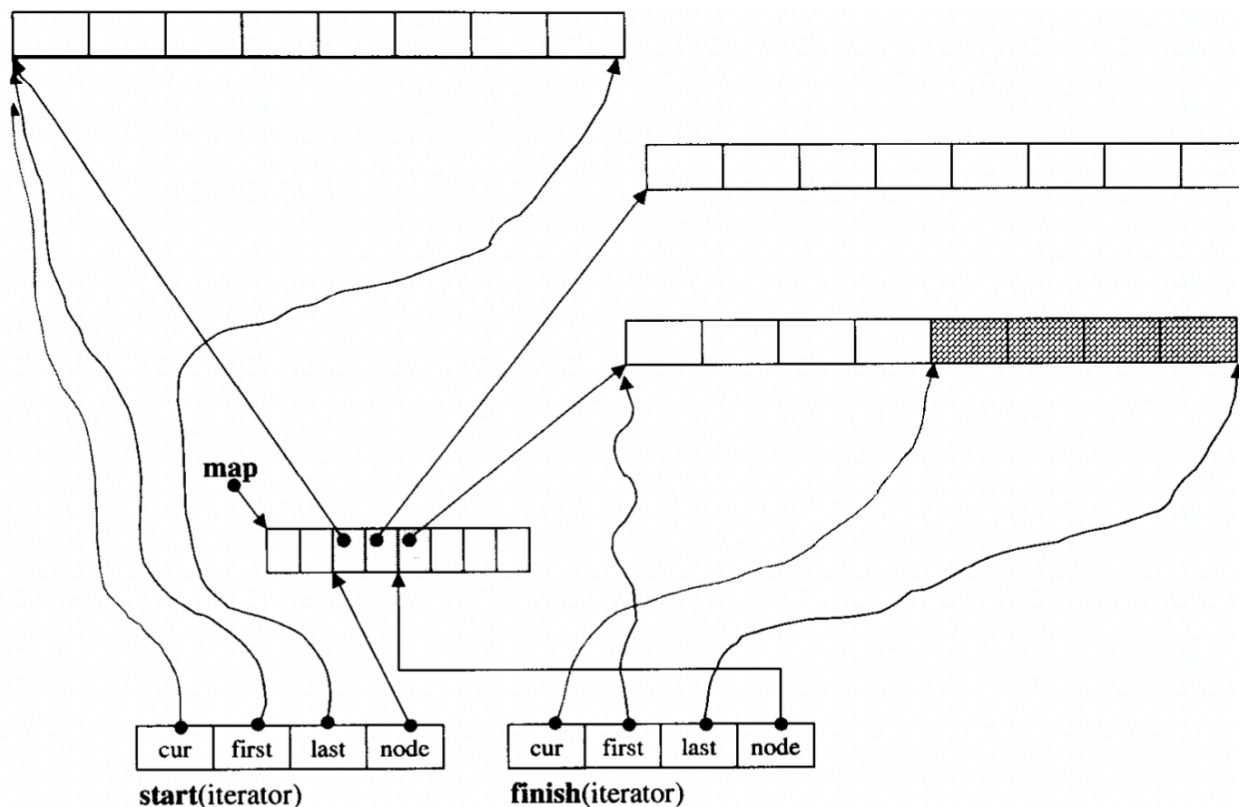 map
cur first last node
cur first last node
start(iterator)
finish(iterator)